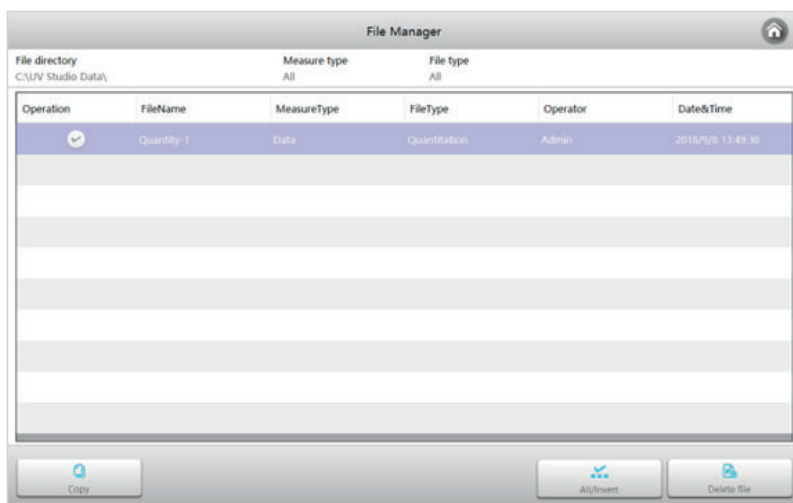 File Manager
File directory Measure type File type
C:\UV Studio Data\ All All
Operation FileName MeasureType FileType Operator Date&Time
Quantity-1 Data Quantitation Admin 2018/9/8 13:49:30
Copy All/Invert Delete file